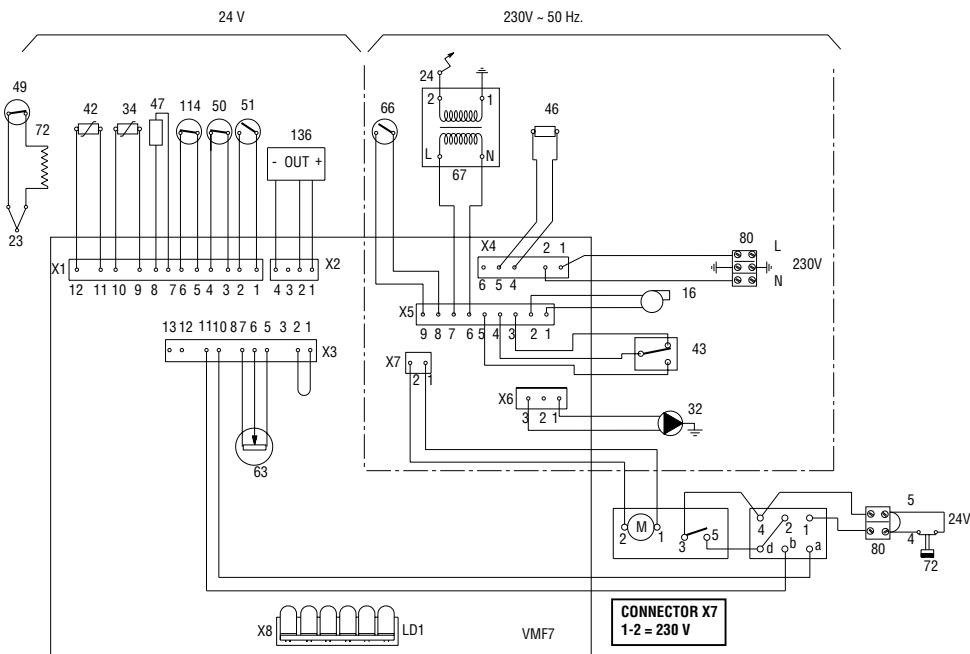 24 V 230V ~ 50 Hz.
49
42 34 47 114 50 51
72
136
- OUT +
23
X1
12 11 10 9 8 7 6 5 4 3 2 1
X2
4 3 2 1
24
2 1
L N
67
66
46
X4
2 1
6 5 4
80
L
230V
N
16
X5
9 8 7 6 5 4 3 2 1
43
X7
2 1
X6
3 2 1
32
13 12 11 10 8 7 6 5 3 2 1
X3
63
M
2 1
3 5
4 2 1
d b a
5
24V
4
80
72
X8
LD1
VMF7
CONNECTOR X7
1-2 = 230 V